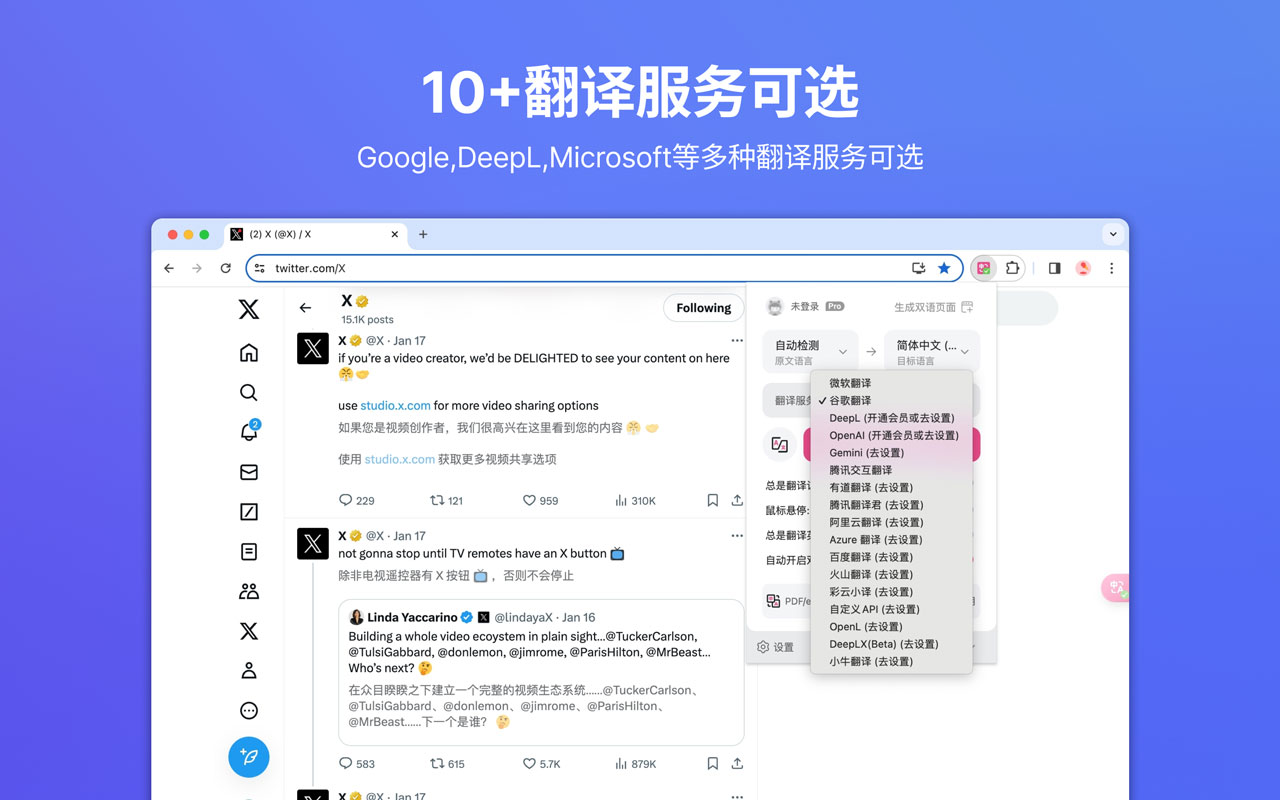 10+翻译服务可选
Google,DeepL,Microsoft等多种翻译服务可选
(2) X (@X) / X
twitter.com/X
X
15.1K posts
Following
X @X · Jan 17
if you’re a video creator, we’d be DELIGHTED to see your content on here
use studio.x.com for more video sharing options
如果您是视频创作者，我们很高兴在这里看到您的内容
使用 studio.x.com 获取更多视频共享选项
229 121 959 310K
2
X @X · Jan 17
not gonna stop until TV remotes have an X button
除非电视遥控器有 X 按钮，否则不会停止
Linda Yaccarino @lindayaX · Jan 16
Building a whole video ecosystem in plain sight...@TuckerCarlson,
@TulsiGabbard, @donlemon, @jimrome, @ParisHilton, @MrBeast...
Who’s next?
在众目睽睽之下建立一个完整的视频生态系统……@TuckerCarlson、
@TulsiGabbard、@donlemon、@jimrome、@ParisHilton、
@MrBeast……下一个是谁？
583 615 5.7K 879K
X @X · Jan 17
未登录 Pro
生成双语页面
自动检测
原文语言
简体中文 (...
目标语言
翻译服
微软翻译
谷歌翻译
DeepL (开通会员或去设置)
OpenAI (开通会员或去设置)
Gemini (去设置)
腾讯交互翻译
有道翻译 (去设置)
腾讯翻译君 (去设置)
阿里云翻译 (去设置)
Azure 翻译 (去设置)
百度翻译 (去设置)
火山翻译 (去设置)
彩云小译 (去设置)
自定义 API (去设置)
OpenL (去设置)
DeepLX(Beta) (去设置)
小牛翻译 (去设置)
总是翻译
鼠标悬停:
总是翻译
自动开启
PDF/e
设置